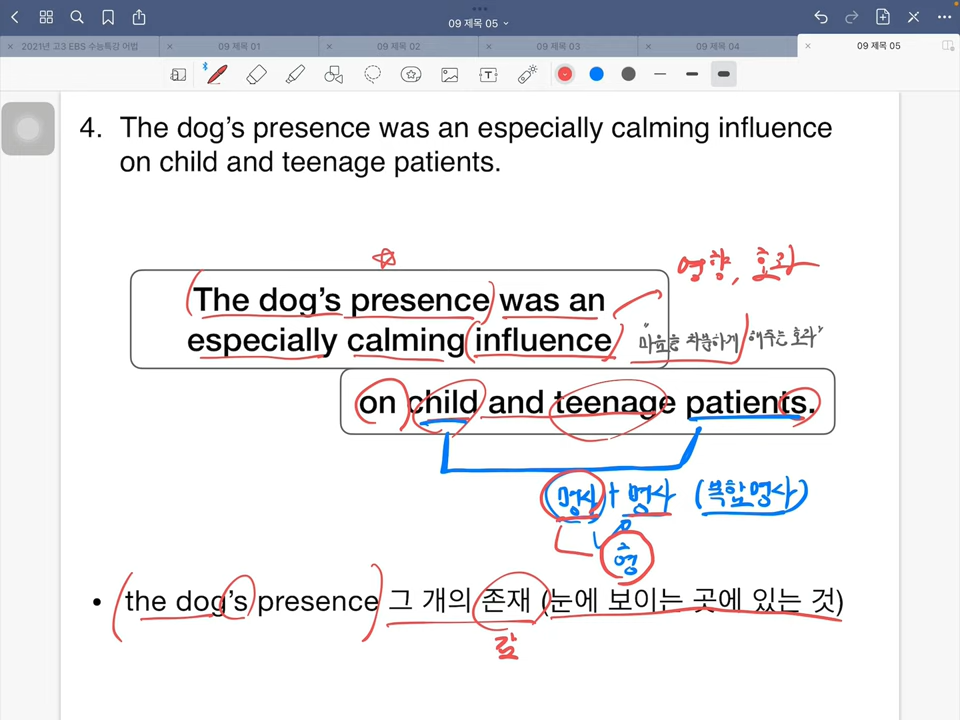 09 제목 05
2021년 고3 EBS 수능특강 어법
09 제목 01
09 제목 02
09 제목 03
09 제목 04
09 제목 05
4. The dog's presence was an especially calming influence
on child and teenage patients.
영향, 효과
The dog's presence was an
especially calming influence
"마음을 차분하게 해주는 효과"
on child and teenage patients.
명사 + 명사 (복합명사)
형
• the dog's presence 그 개의 존재 (눈에 보이는 곳에 있는 것)